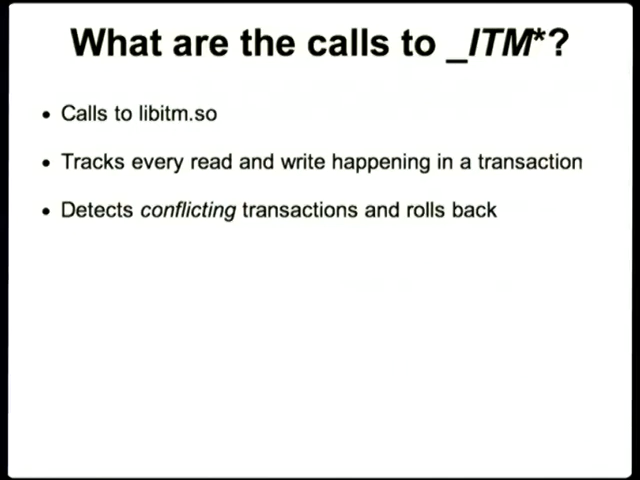 What are the calls to _ITM*?
• Calls to libitm.so
• Tracks every read and write happening in a transaction
• Detects conflicting transactions and rolls back